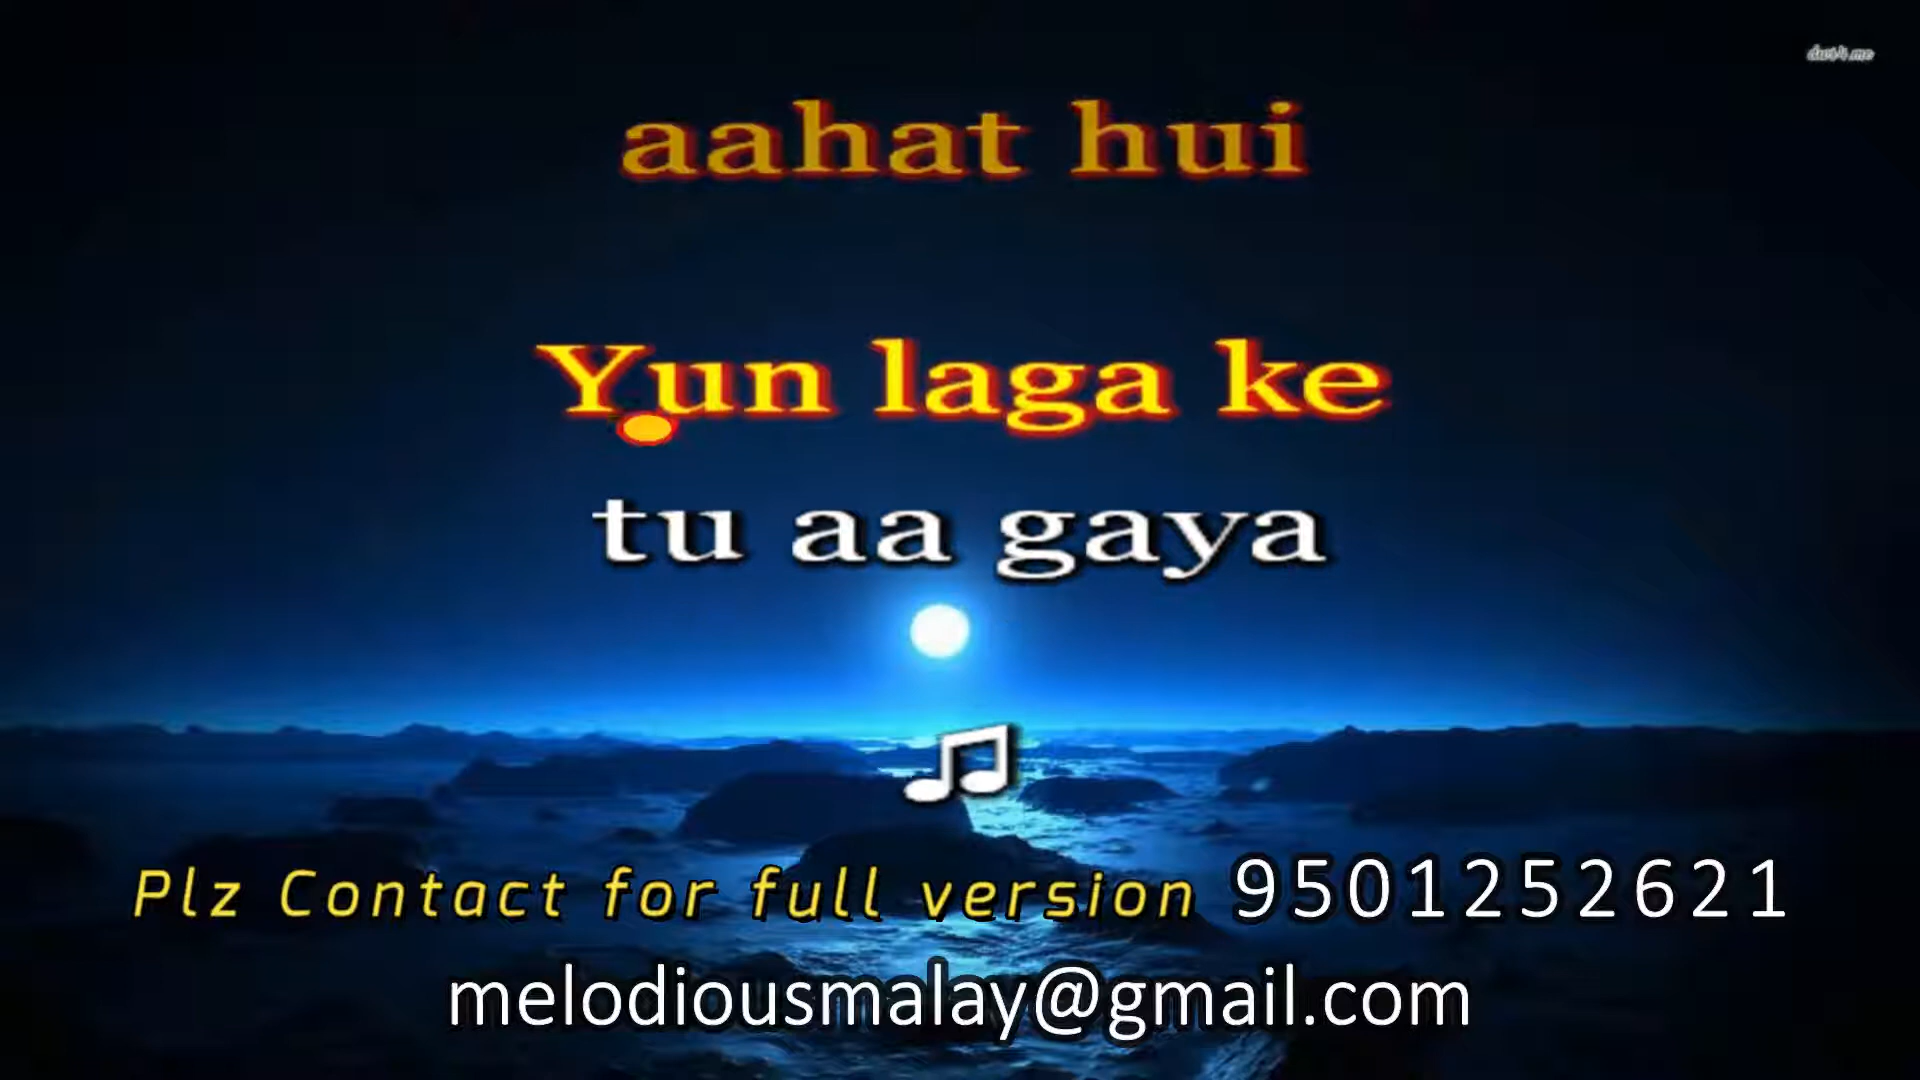 aahat hui
Yun laga ke
tu aa gaya
Plz Contact for full version 9501252621
melodiousmalay@gmail.com